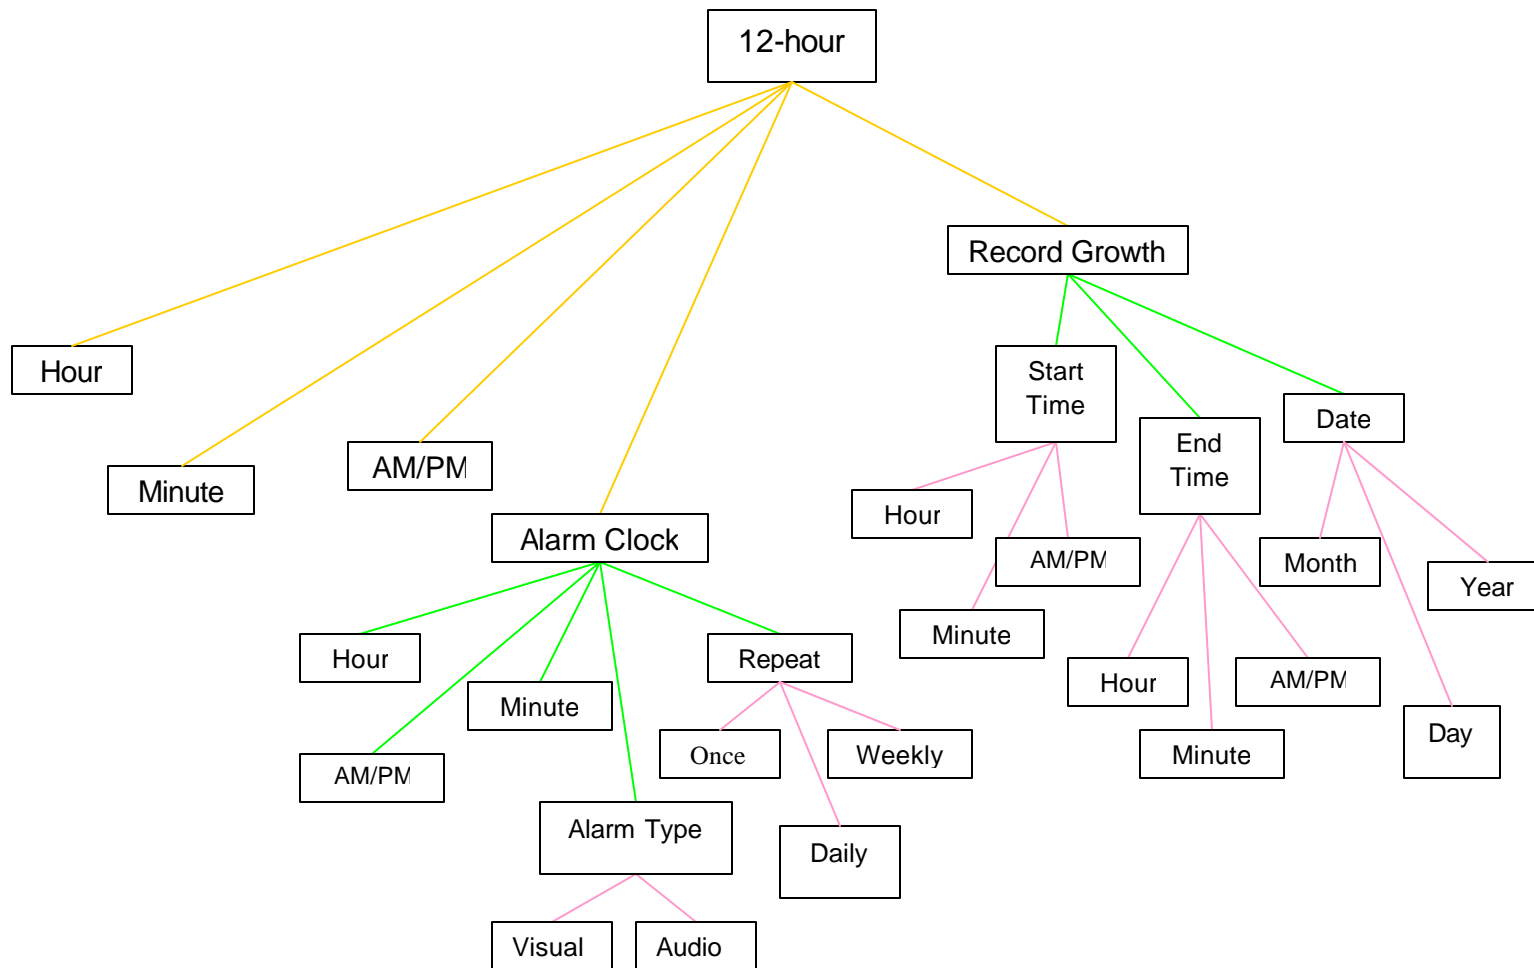 12-hour
Record Growth
Hour
Start
Time
Date
End
Time
Minute
AM/PM
Hour
Alarm Clock
AM/PM
Month
Year
Minute
Hour
Repeat
Hour
AM/PM
Minute
Once
Weekly
Minute
Day
AM/PM
Alarm Type
Daily
Visual
Audio